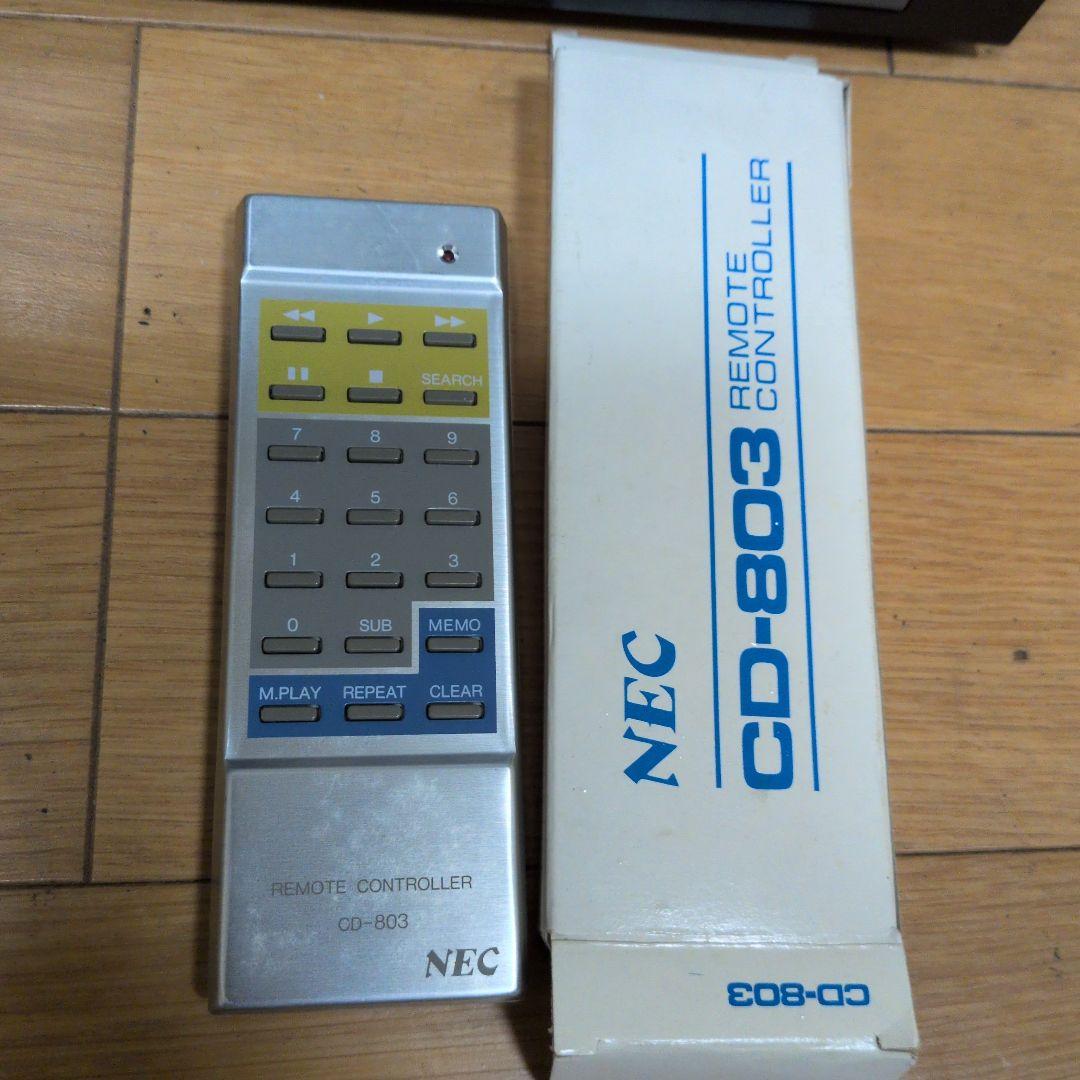 ◀◀ ▶ ▶▶
▮▮ ■ SEARCH
7 8 9
4 5 6
1 2 3
0 SUB MEMO
M.PLAY REPEAT CLEAR
REMOTE CONTROLLER
CD-803
NEC
NEC
CD-803 REMOTE
CONTROLLER
CD-803